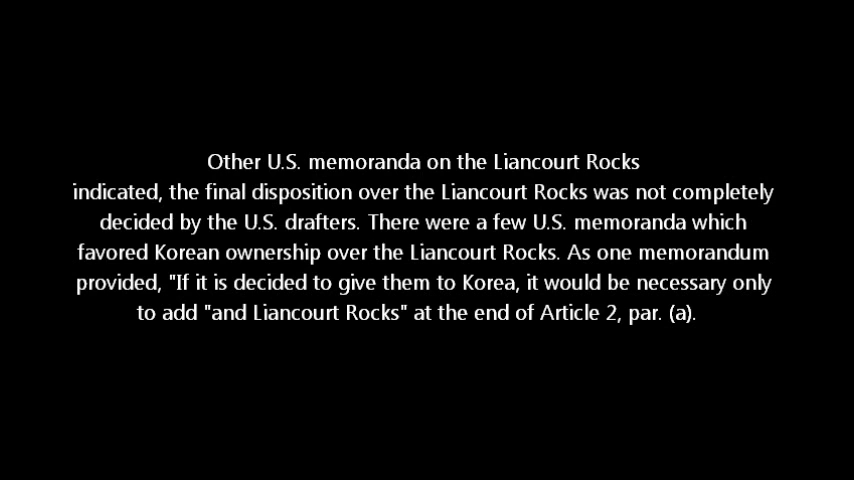 Other U.S. memoranda on the Liancourt Rocks
indicated, the final disposition over the Liancourt Rocks was not completely
decided by the U.S. drafters. There were a few U.S. memoranda which
favored Korean ownership over the Liancourt Rocks. As one memorandum
provided, "If it is decided to give them to Korea, it would be necessary only
to add "and Liancourt Rocks" at the end of Article 2, par. (a).